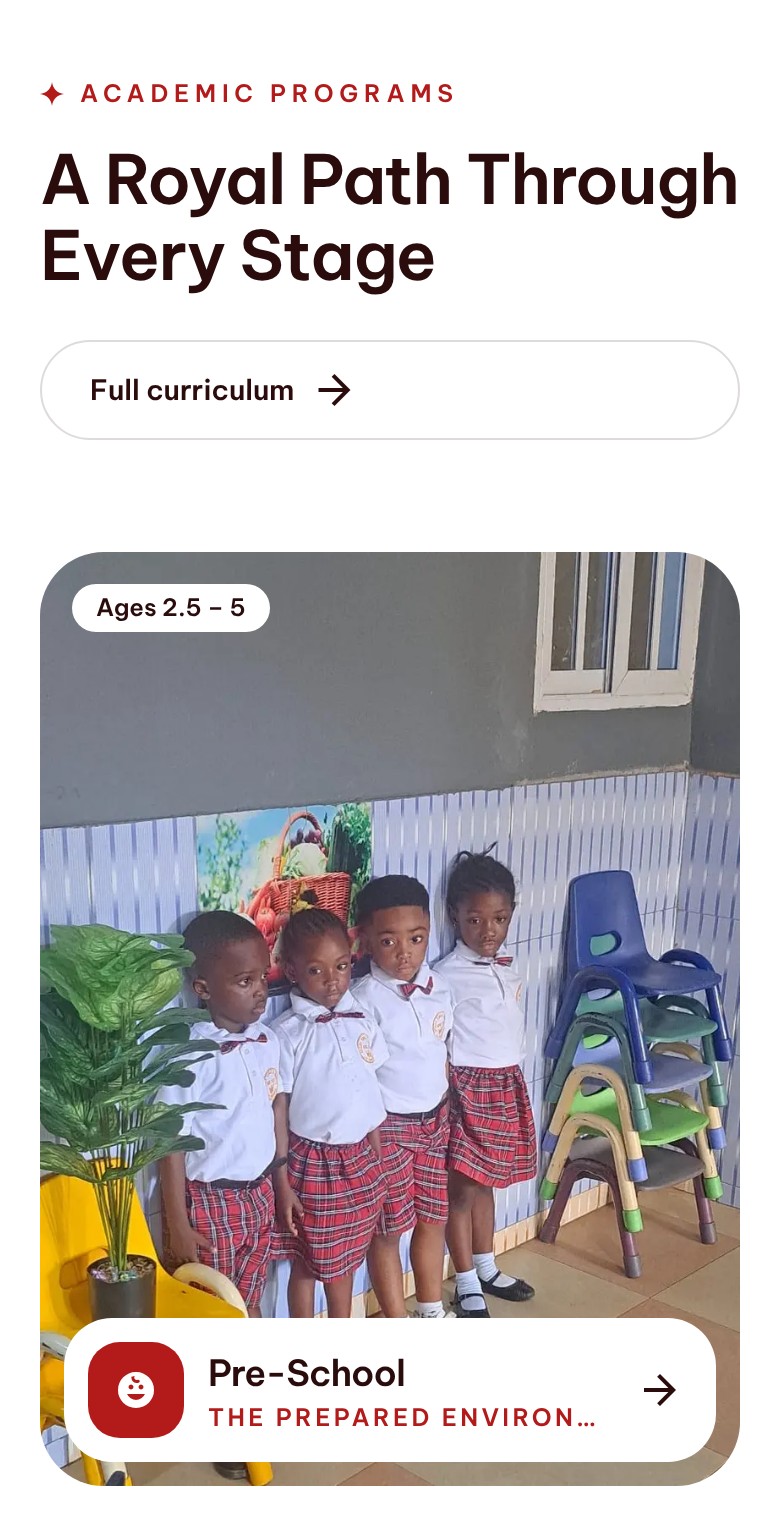 ACADEMIC PROGRAMS
A Royal Path Through
Every Stage
Full curriculum
Ages 2.5 – 5
Pre-School
THE PREPARED ENVIRON…